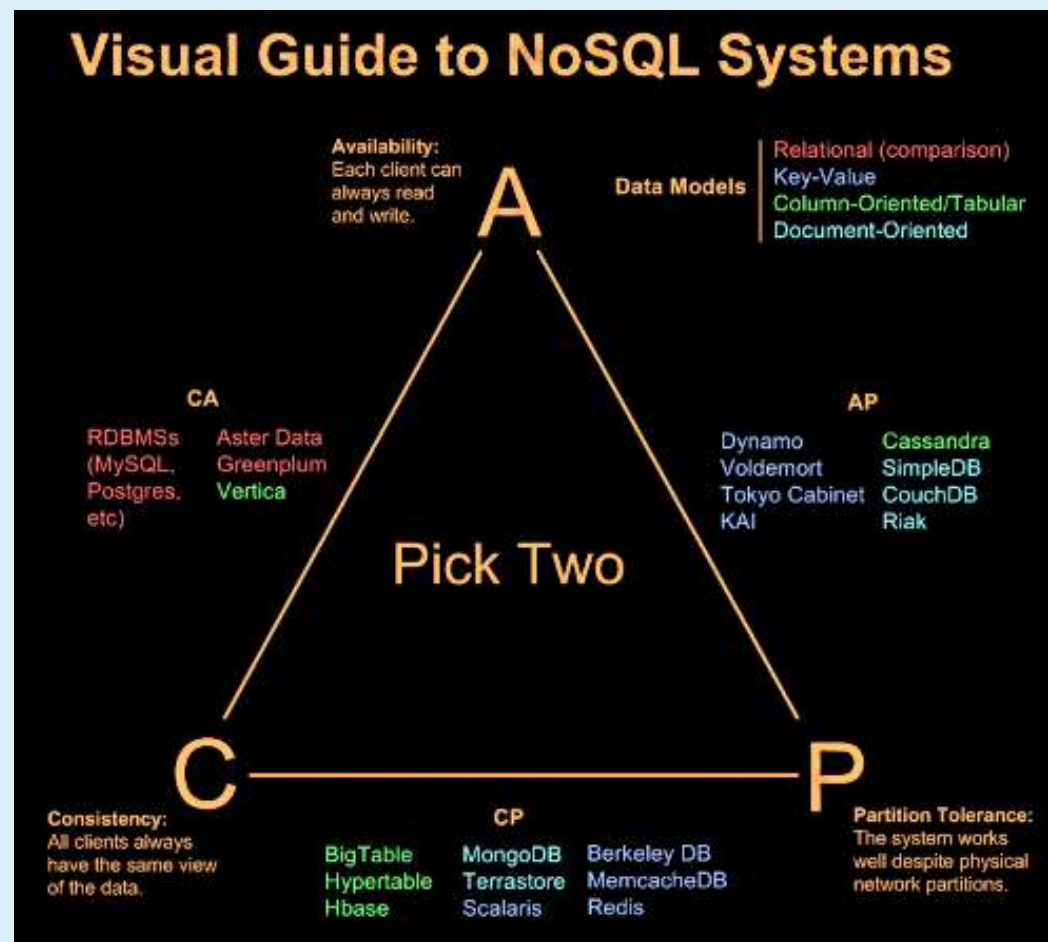 Visual Guide to NoSQL Systems
Availability:
Each client can
always read
and write.
A
Data Models
Relational (comparison)
Key-Value
Column-Oriented/Tabular
Document-Oriented
CA
RDBMSs
(MySQL,
Postgres,
etc)
Aster Data
Greenplum
Vertica
AP
Dynamo
Voldemort
Tokyo Cabinet
KAI
Cassandra
SimpleDB
CouchDB
Riak
Pick Two
C
Consistency:
All clients always
have the same view
of the data.
CP
BigTable
Hypertable
Hbase
MongoDB
Terrastore
Scalaris
Berkeley DB
MemcacheDB
Redis
P
Partition Tolerance:
The system works
well despite physical
network partitions.